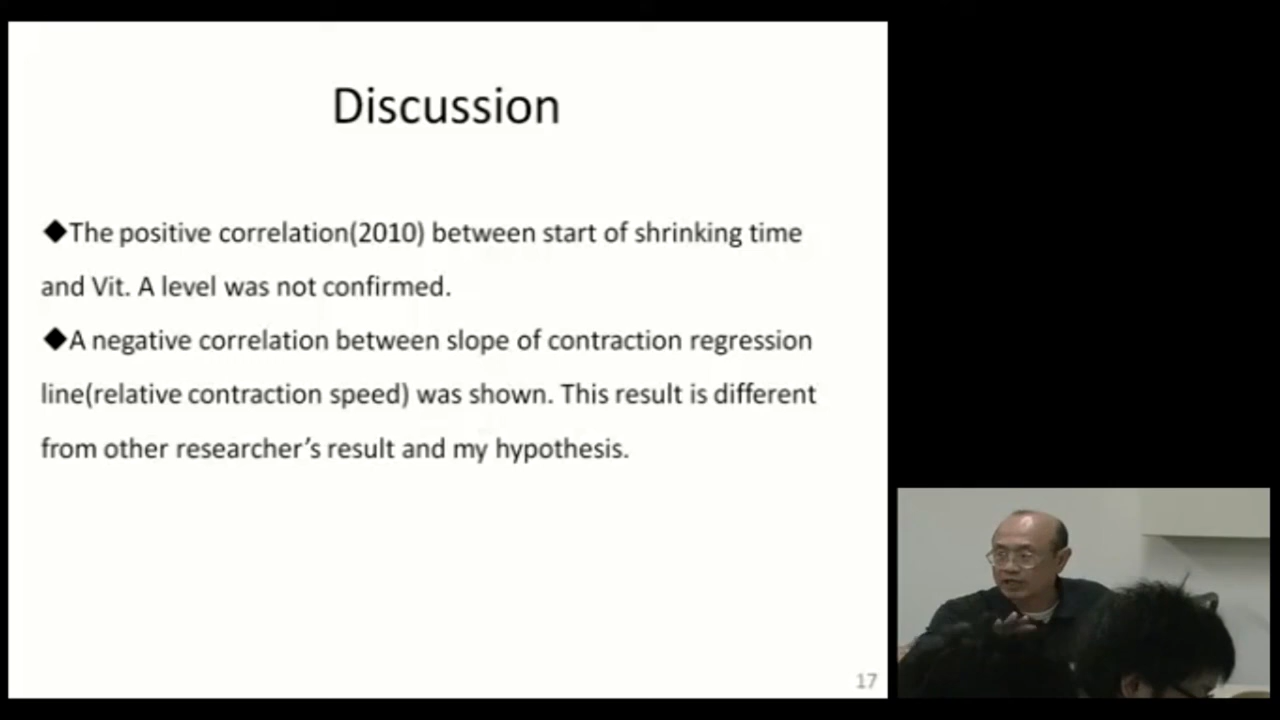 Discussion
◆The positive correlation(2010) between start of shrinking time
and Vit. A level was not confirmed.
◆A negative correlation between slope of contraction regression
line(relative contraction speed) was shown. This result is different
from other researcher's result and my hypothesis.
17